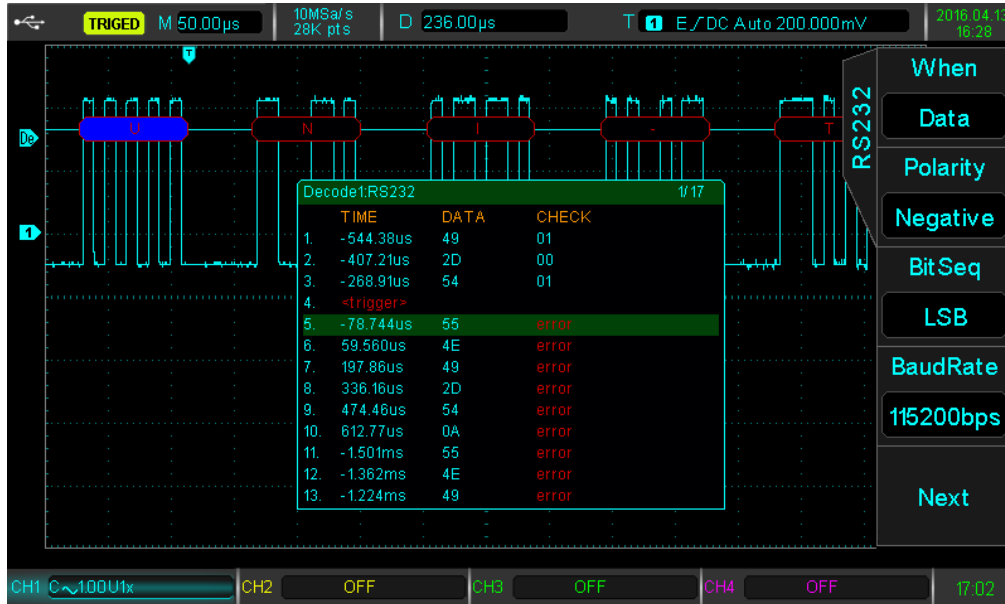 TRIGED M 50.00µs 10MSa/s 28K pts D 236.00µs T 1 E DC Auto 200.000mV 2016.04.13 16:28
T
When
RS232
Data
De U N I - T
Polarity
Decode1:RS232 1/17
TIME DATA CHECK
Negative
1
1. -544.38us 49 01
2. -407.21us 2D 00
BitSeq
3. -268.91us 54 01
4. <trigger>
LSB
5. -78.744us 55 error
6. 59.560us 4E error
7. 197.86us 49 error
BaudRate
8. 336.16us 2D error
9. 474.46us 54 error
115200bps
10. 612.77us 0A error
11. -1.501ms 55 error
12. -1.362ms 4E error
13. -1.224ms 49 error
Next
CH1 C∿1.00U1x CH2 OFF CH3 OFF CH4 OFF 17:02